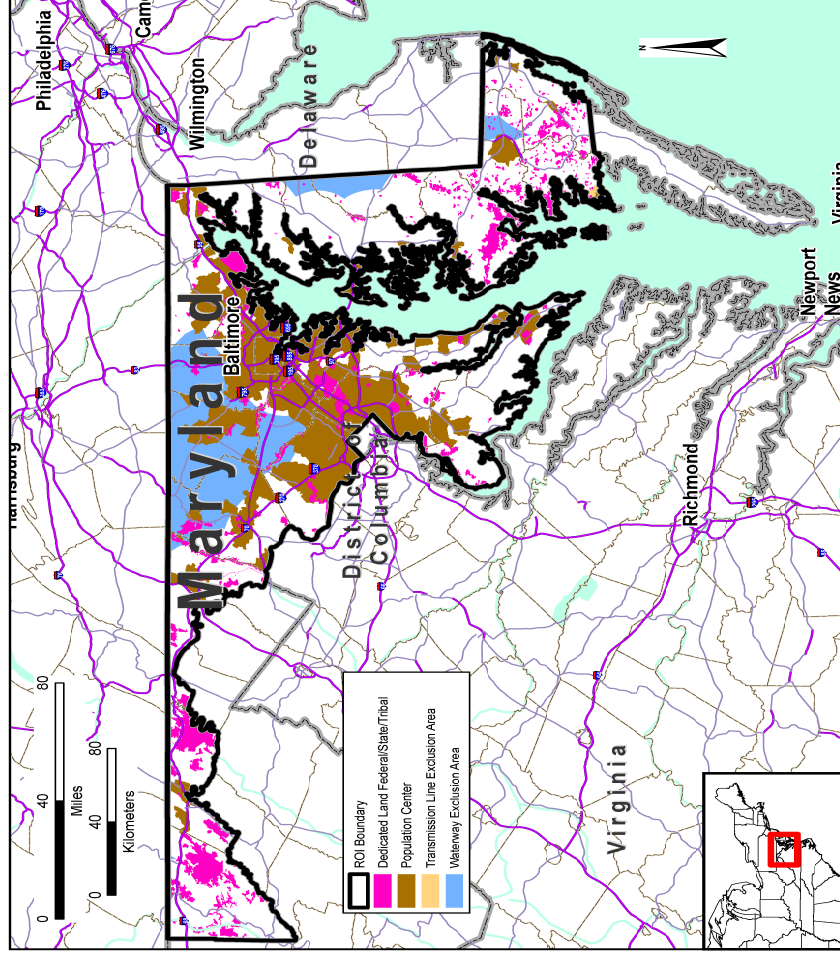 Philadelphia
Cam
Wilmington
Delaware
N
Maryland
Baltimore
Newport
News
Virginia
District of
Columbia
Richmond
Virginia
0 40 80
Miles
0 40 80
Kilometers
ROI Boundary
Dedicated Land Federal/State/Tribal
Population Center
Transmission Line Exclusion Area
Waterway Exclusion Area
795